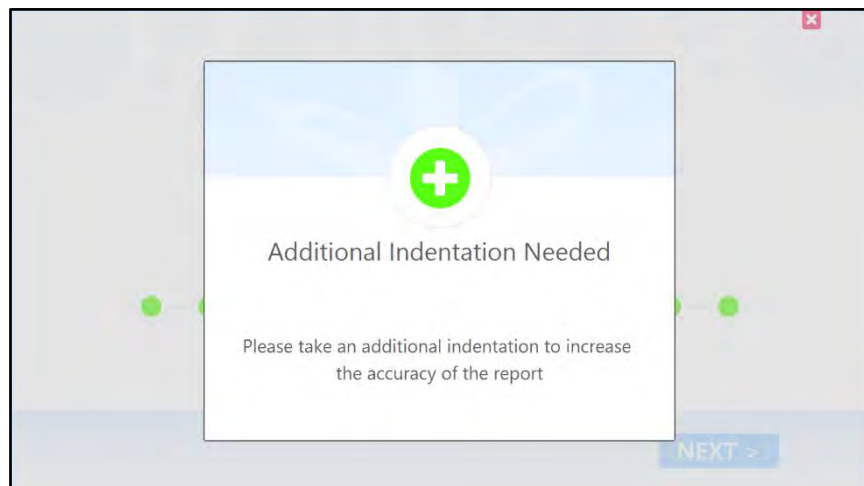 Additional Indentation Needed
Please take an additional indentation to increase
the accuracy of the report
NEXT >